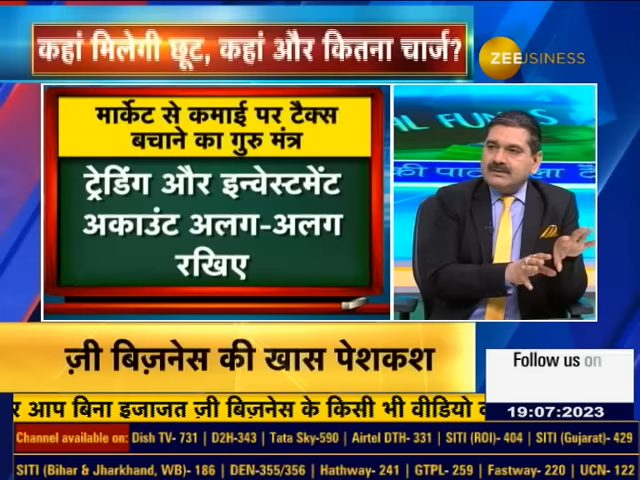 कहां मिलेगी छूट, कहां और कितना चार्ज?
ZEE BUSINESS
मार्केट से कमाई पर टैक्स
बचाने का गुरु मंत्र
ट्रेडिंग और इन्वेस्टमेंट
अकाउंट अलग-अलग
रखिए
AL FUNDS
की पाठ
ला टै
ज़ी बिज़नेस की खास पेशकश
Follow us on
र आप बिना इजाजत ज़ी बिज़नेस के किसी भी वीडियो क
19:07:2023
Channel available on: Dish TV- 731 | D2H-343 | Tata Sky-590 | Airtel DTH- 331 | SITI (ROI)- 404 | SITI (Gujarat)- 429
SITI (Bihar & Jharkhand, WB)- 186 | DEN-355/356 | Hathway- 241 | GTPL- 259 | Fastway- 220 | UCN- 122